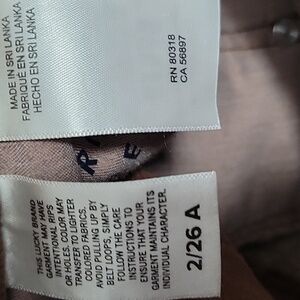 MADE IN SRI LANKA
FABRIQUÉ EN SRI LANKA
HECHO EN SRI LANKA
RN 80318
CA 56897
THIS LUCKY BRAND
GARMENT MAY HAVE
INTENTIONAL RIPS
OR HOLES. COLOR MAY
TRANSFER TO LIGHTER
COLORED FABRICS.
AVOID PULLING UP BY
BELT LOOPS, SIMPLY
FOLLOW THE CARE
INSTRUCTIONS TO
ENSURE THAT YOUR
GARMENT MAINTAINS ITS
INDIVIDUAL CHARACTER.
2/26 A